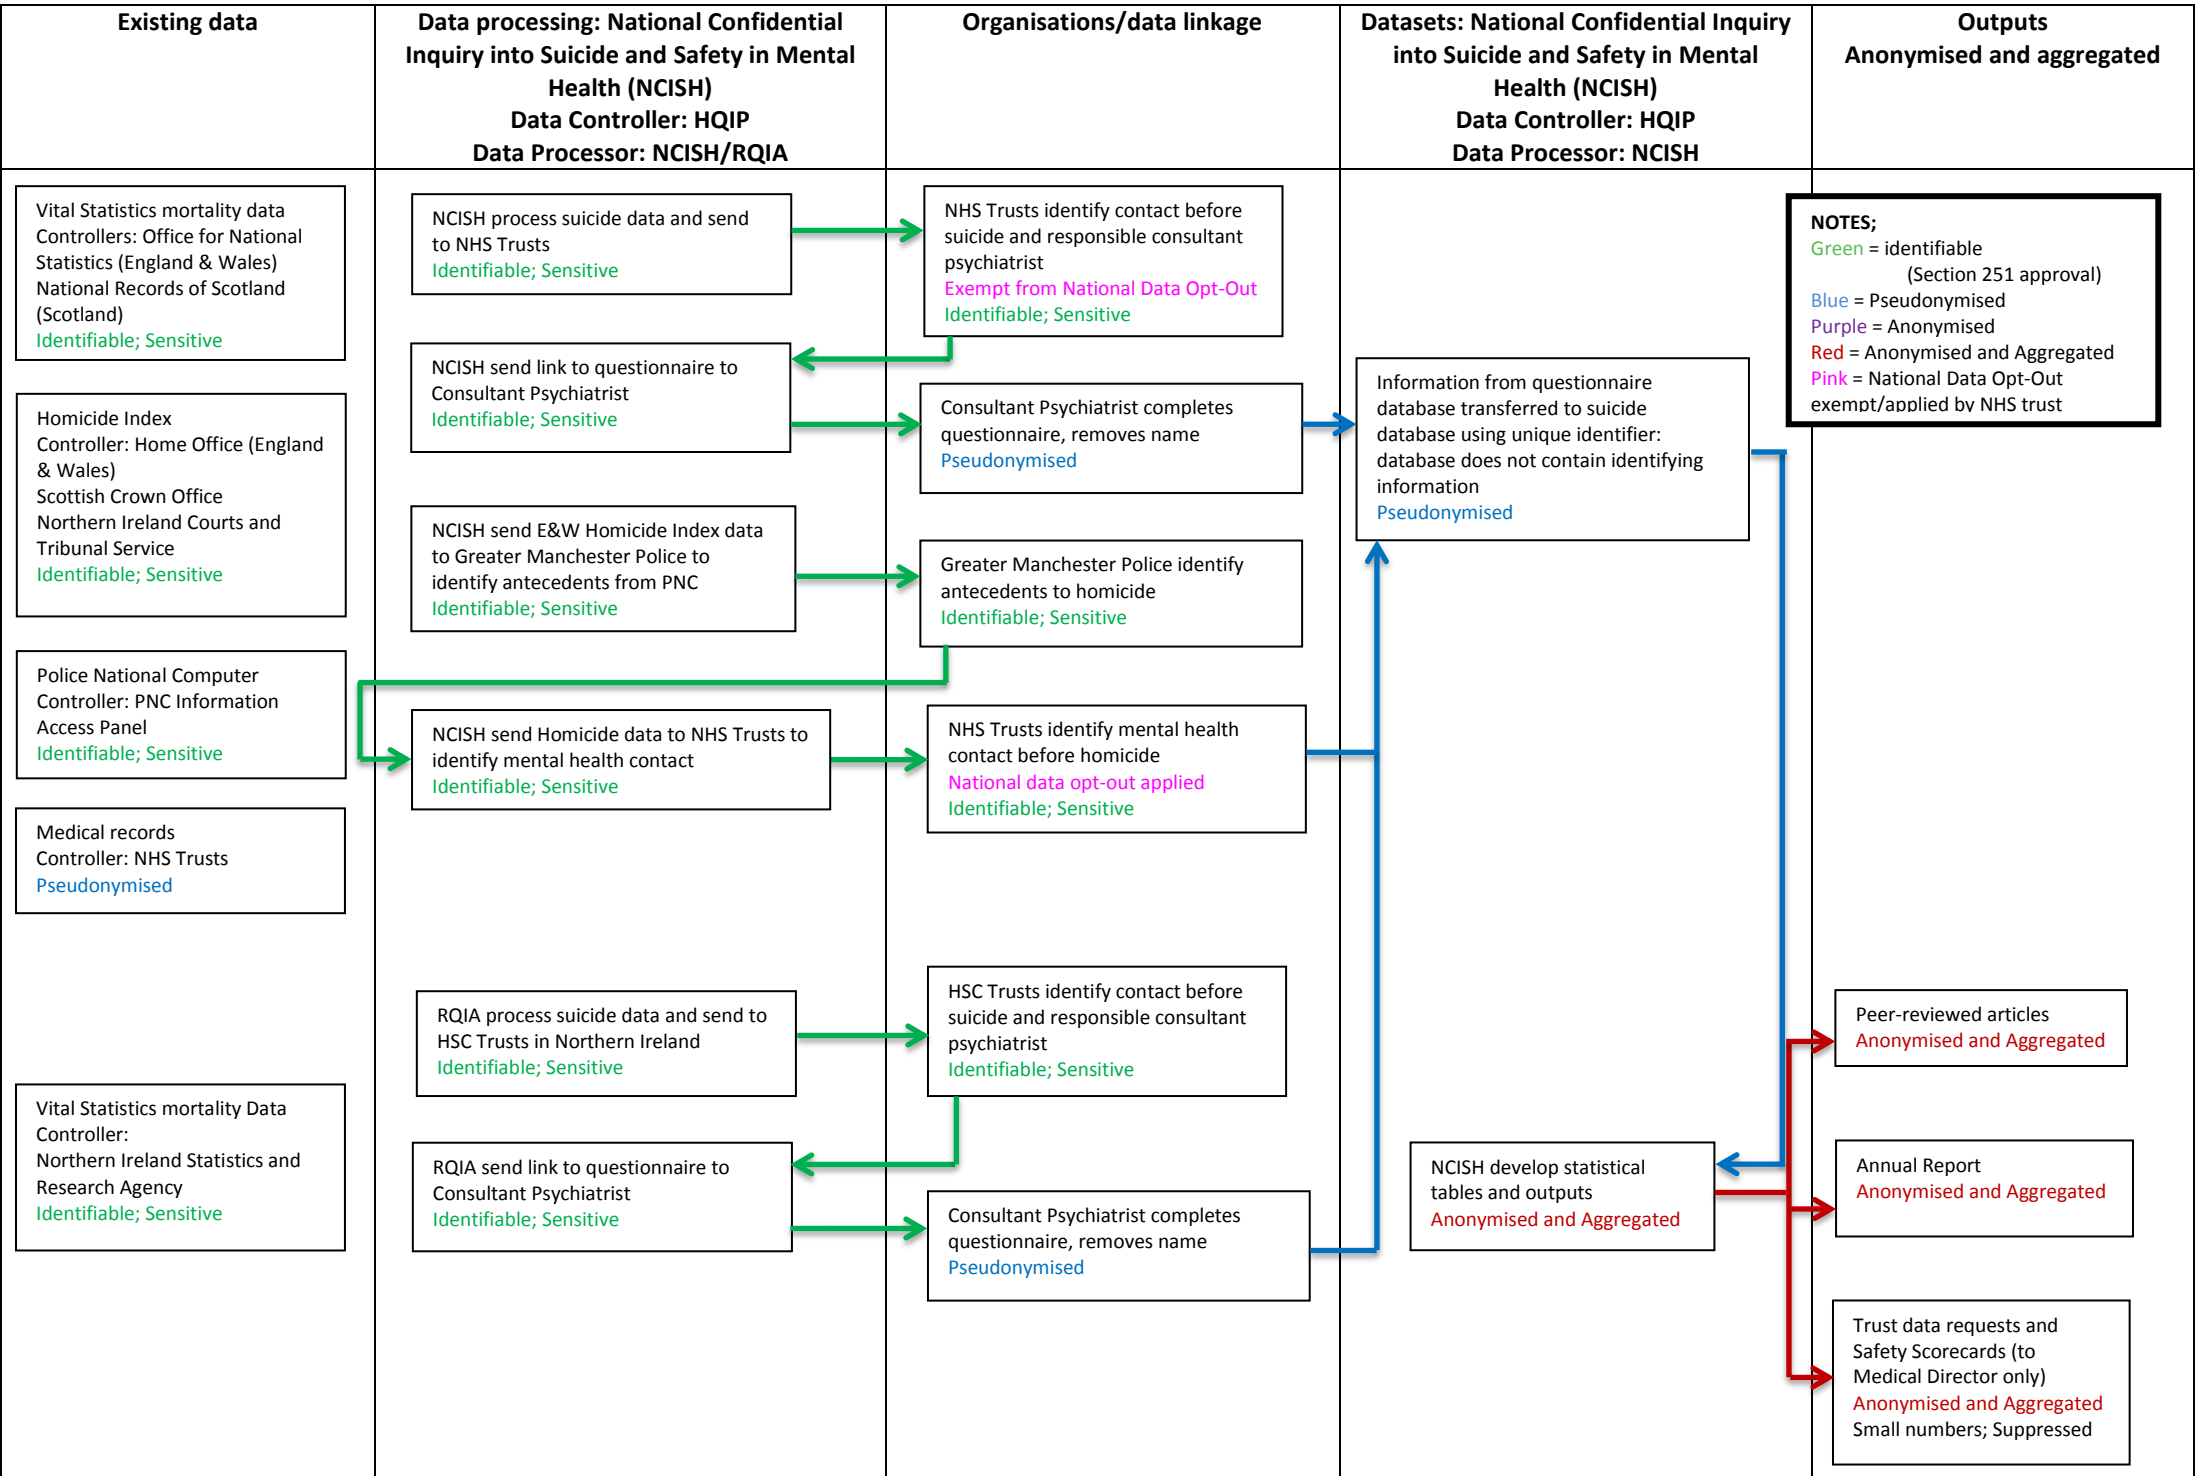 Existing data
Data processing: National Confidential
Inquiry into Suicide and Safety in Mental
Health (NCISH)
Data Controller: HQIP
Data Processor: NCISH/RQIA
Organisations/data linkage
Datasets: National Confidential Inquiry
into Suicide and Safety in Mental
Health (NCISH)
Data Controller: HQIP
Data Processor: NCISH
Outputs
Anonymised and aggregated
Vital Statistics mortality data
Controllers: Office for National
Statistics (England & Wales)
National Records of Scotland
(Scotland)
Identifiable; Sensitive
Homicide Index
Controller: Home Office (England
& Wales)
Scottish Crown Office
Northern Ireland Courts and
Tribunal Service
Identifiable; Sensitive
Police National Computer
Controller: PNC Information
Access Panel
Identifiable; Sensitive
Medical records
Controller: NHS Trusts
Pseudonymised
Vital Statistics mortality Data
Controller:
Northern Ireland Statistics and
Research Agency
Identifiable; Sensitive
NCISH process suicide data and send
to NHS Trusts
Identifiable; Sensitive
NCISH send link to questionnaire to
Consultant Psychiatrist
Identifiable; Sensitive
NCISH send E&W Homicide Index data
to Greater Manchester Police to
identify antecedents from PNC
Identifiable; Sensitive
NCISH send Homicide data to NHS Trusts to
identify mental health contact
Identifiable; Sensitive
RQIA process suicide data and send to
HSC Trusts in Northern Ireland
Identifiable; Sensitive
RQIA send link to questionnaire to
Consultant Psychiatrist
Identifiable; Sensitive
NHS Trusts identify contact before
suicide and responsible consultant
psychiatrist
Exempt from National Data Opt-Out
Identifiable; Sensitive
Consultant Psychiatrist completes
questionnaire, removes name
Pseudonymised
Greater Manchester Police identify
antecedents to homicide
Identifiable; Sensitive
NHS Trusts identify mental health
contact before homicide
National data opt-out applied
Identifiable; Sensitive
HSC Trusts identify contact before
suicide and responsible consultant
psychiatrist
Identifiable; Sensitive
Consultant Psychiatrist completes
questionnaire, removes name
Pseudonymised
Information from questionnaire
database transferred to suicide
database using unique identifier:
database does not contain identifying
information
Pseudonymised
NCISH develop statistical
tables and outputs
Anonymised and Aggregated
NOTES;
Green = identifiable
(Section 251 approval)
Blue = Pseudonymised
Purple = Anonymised
Red = Anonymised and Aggregated
Pink = National Data Opt-Out
exempt/applied by NHS trust
Peer-reviewed articles
Anonymised and Aggregated
Annual Report
Anonymised and Aggregated
Trust data requests and
Safety Scorecards (to
Medical Director only)
Anonymised and Aggregated
Small numbers; Suppressed